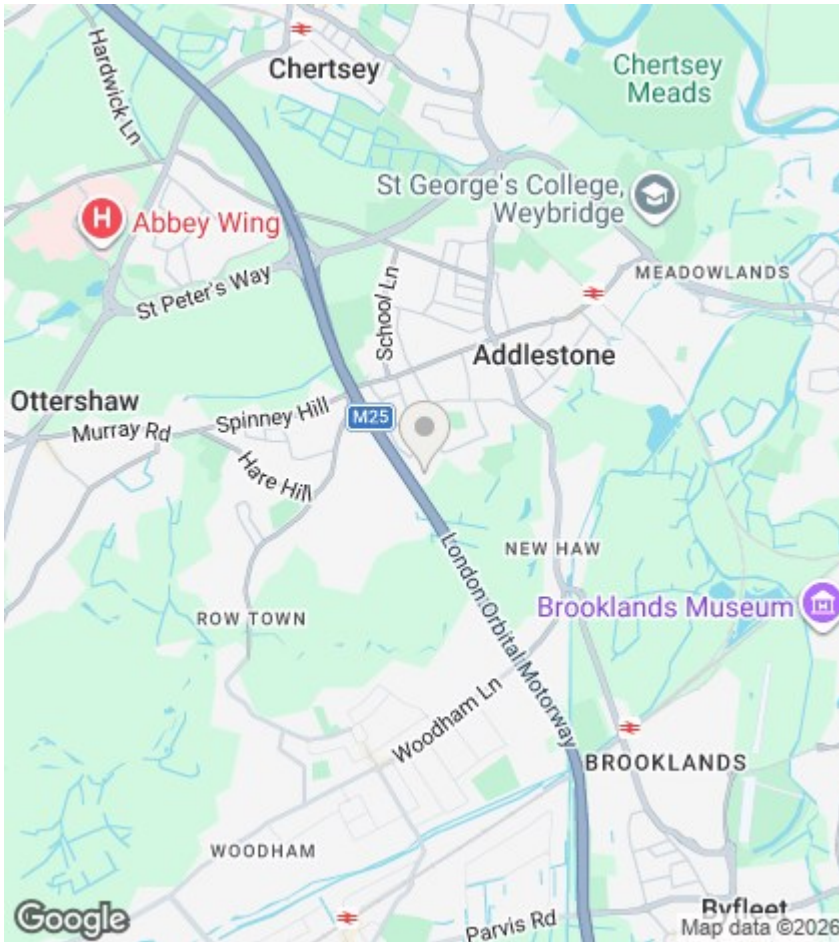 Hardwick Ln
Chertsey
Chertsey
Meads
St George's College,
Weybridge
H
Abbey Wing
MEADOWLANDS
St Peter's Way
School Ln
Addlestone
Ottershaw
Murray Rd
Spinney Hill
M25
Hare Hill
London Orbital Motorway
NEW HAW
Brooklands Museum
ROW TOWN
Woodham Ln
BROOKLANDS
WOODHAM
Parvis Rd
Byfleet
Google
Map data ©2026